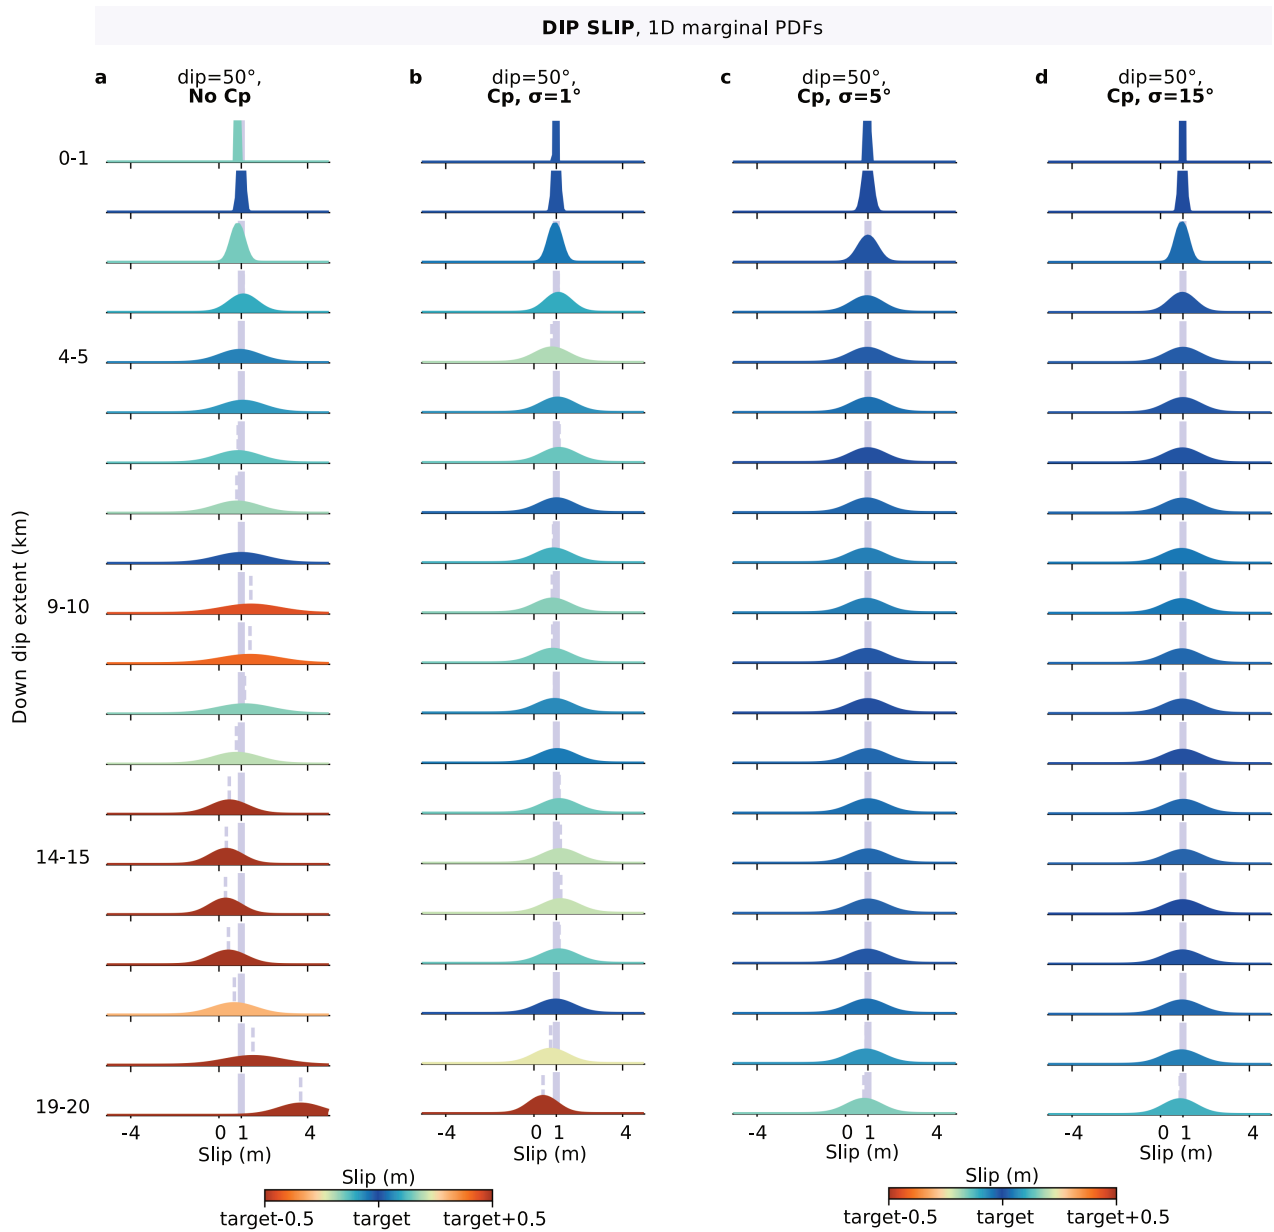 DIP SLIP, 1D marginal PDFs
a
dip=50°,
No Cp
b
dip=50°,
Cp, σ=1°
c
dip=50°,
Cp, σ=5°
d
dip=50°,
Cp, σ=15°
Down dip extent (km)
0-1
4-5
9-10
14-15
19-20
-4 0 1 4
Slip (m)
-4 0 1 4
Slip (m)
-4 0 1 4
Slip (m)
-4 0 1 4
Slip (m)
Slip (m)
target-0.5 target target+0.5
Slip (m)
target-0.5 target target+0.5